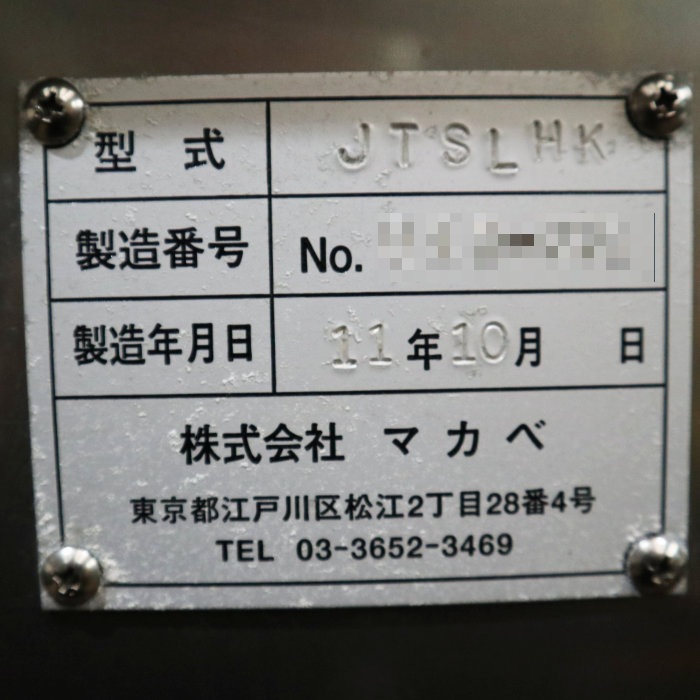 型式 JTSLHK
製造番号 No.
製造年月日 11年10月 日
株式会社 マカベ
東京都江戸川区松江2丁目28番4号
TEL 03-3652-3469